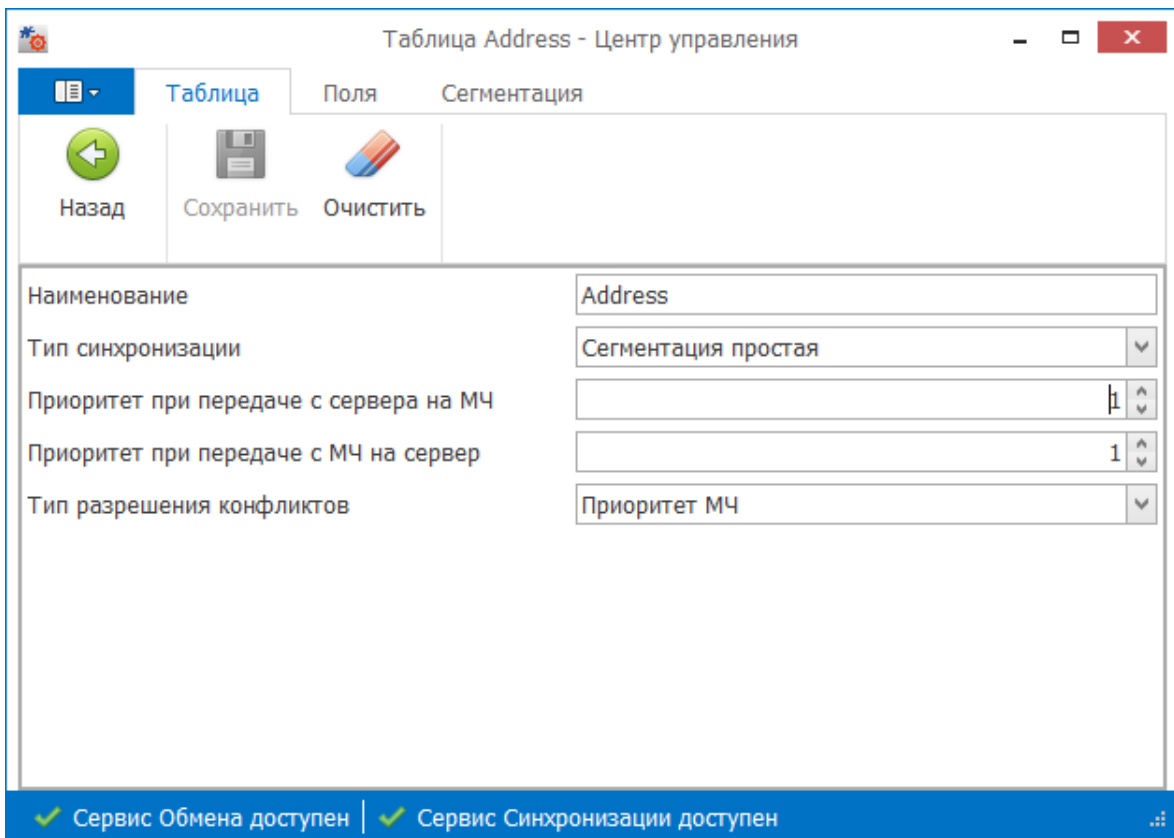 Таблица Address - Центр управления
Таблица Поля Сегментация
Назад Сохранить Очистить
Наименование Address
Тип синхронизации Сегментация простая
Приоритет при передаче с сервера на МЧ 1
Приоритет при передаче с МЧ на сервер 1
Тип разрешения конфликтов Приоритет МЧ
Сервис Обмена доступен Сервис Синхронизации доступен